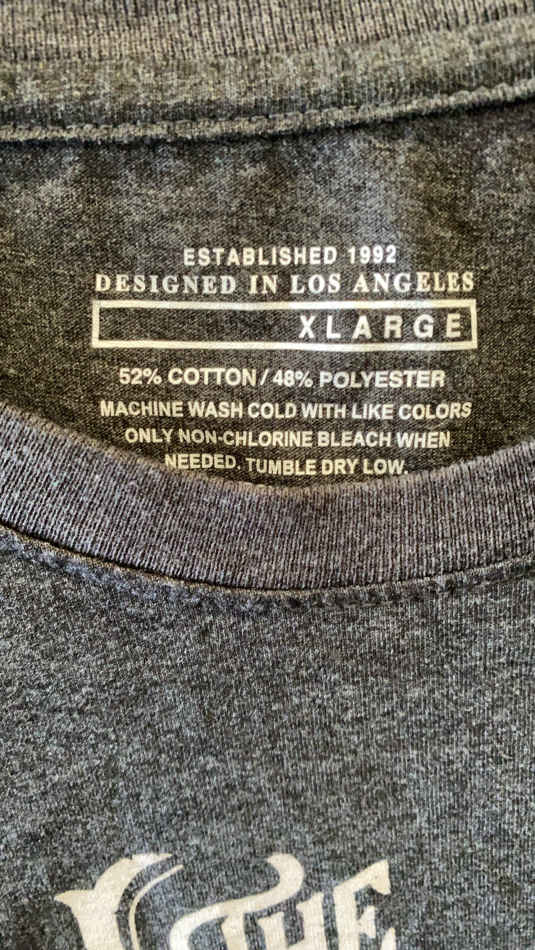 ESTABLISHED 1992
DESIGNED IN LOS ANGELES
XLARGE
52% COTTON / 48% POLYESTER
MACHINE WASH COLD WITH LIKE COLORS
ONLY NON-CHLORINE BLEACH WHEN
NEEDED. TUMBLE DRY LOW.
THE